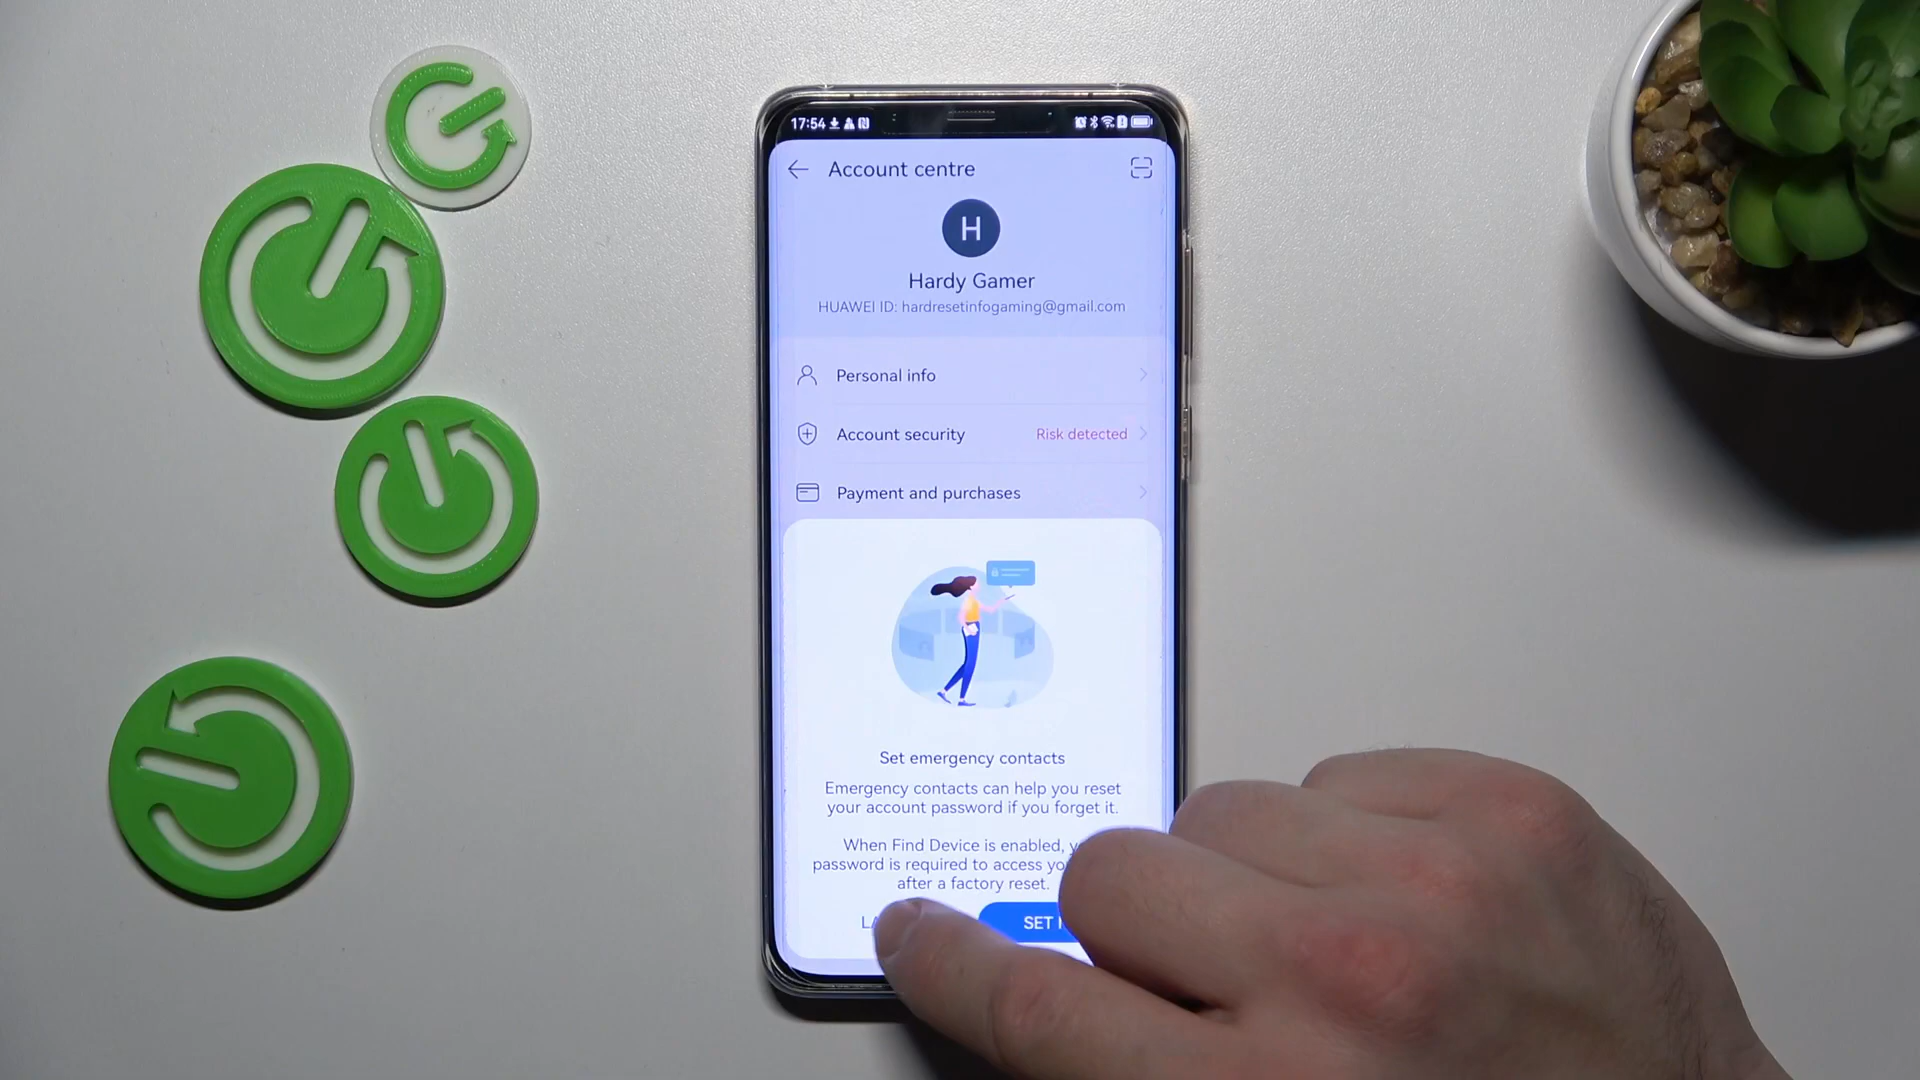 17:54
Account centre
H
Hardy Gamer
HUAWEI ID: hardresetinfogaming@gmail.com
Personal info
Account security Risk detected
Payment and purchases
Set emergency contacts
Emergency contacts can help you reset
your account password if you forget it.
When Find Device is enabled,
password is required to access
after a factory reset.
SET